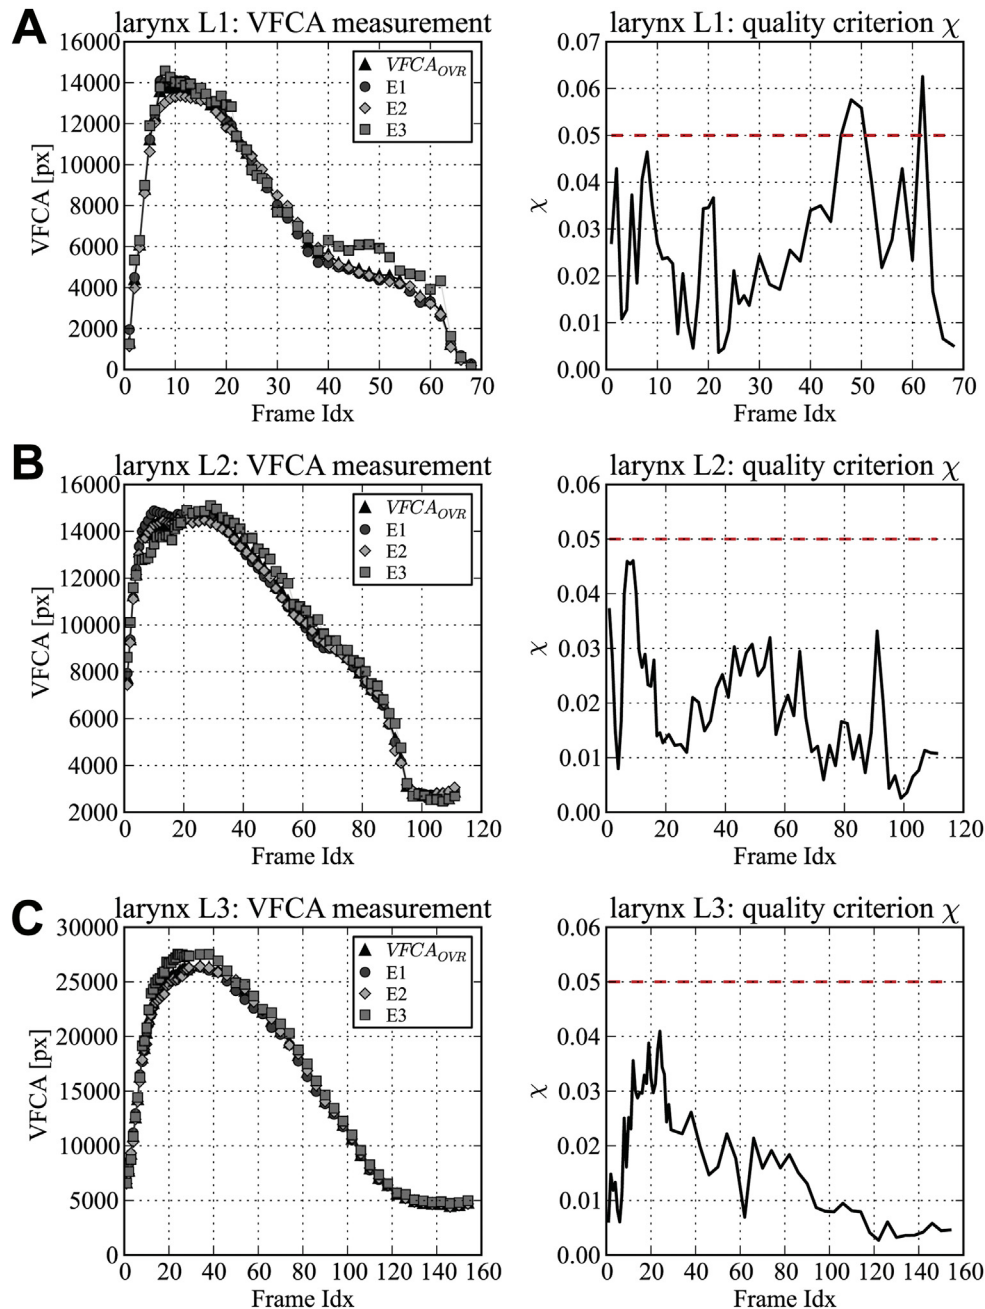 A
larynx L1: VFCA measurement
16000
14000
12000
10000
8000
6000
4000
2000
0
VFCA [px]
VFCA_OVR
E1
E2
E3
0 10 20 30 40 50 60 70
Frame Idx
larynx L1: quality criterion χ
0.07
0.06
0.05
0.04
0.03
0.02
0.01
0.00
χ
0 10 20 30 40 50 60 70
Frame Idx
B
larynx L2: VFCA measurement
16000
14000
12000
10000
8000
6000
4000
2000
VFCA [px]
VFCA_OVR
E1
E2
E3
0 20 40 60 80 100 120
Frame Idx
larynx L2: quality criterion χ
0.06
0.05
0.04
0.03
0.02
0.01
0.00
χ
0 20 40 60 80 100 120
Frame Idx
C
larynx L3: VFCA measurement
30000
25000
20000
15000
10000
5000
0
VFCA [px]
VFCA_OVR
E1
E2
E3
0 20 40 60 80 100 120 140 160
Frame Idx
larynx L3: quality criterion χ
0.06
0.05
0.04
0.03
0.02
0.01
0.00
χ
0 20 40 60 80 100 120 140 160
Frame Idx